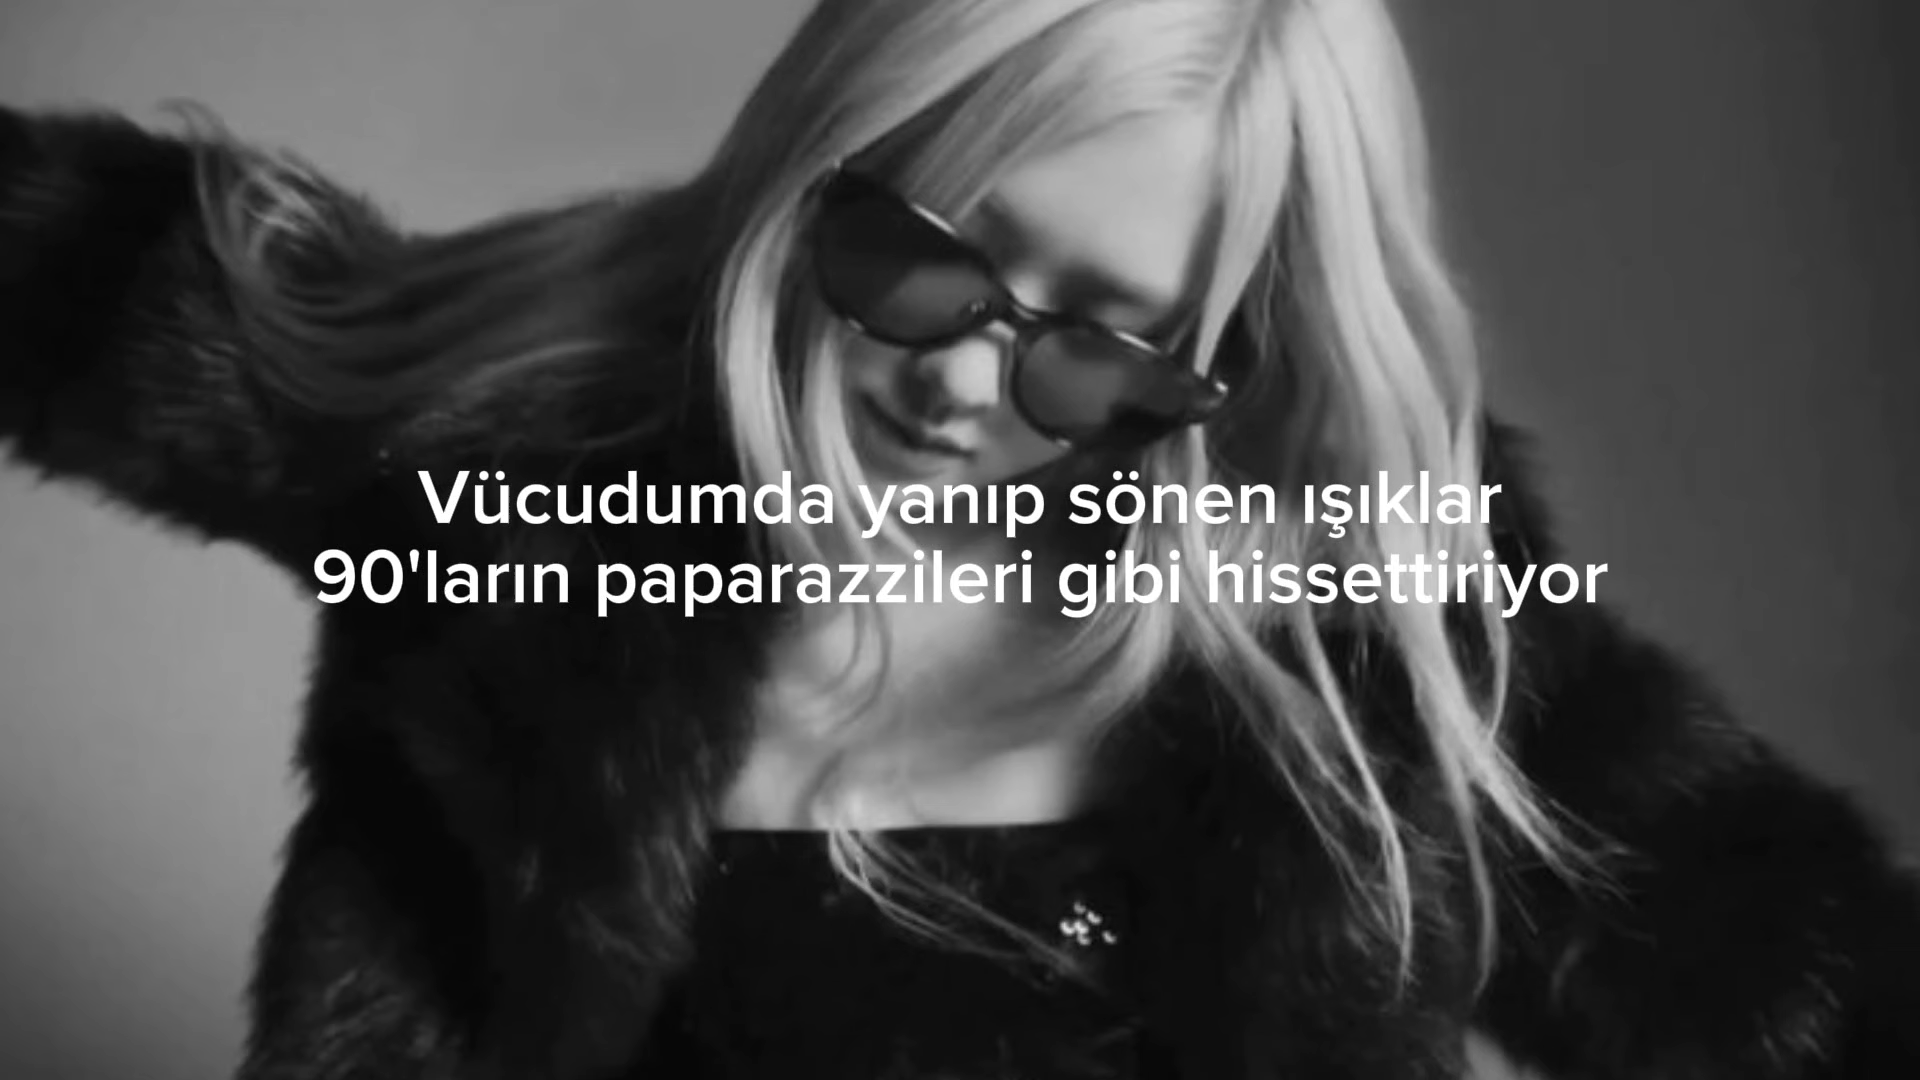 Vücudumda yanıp sönen ışıklar
90'ların paparazzileri gibi hissettiriyor